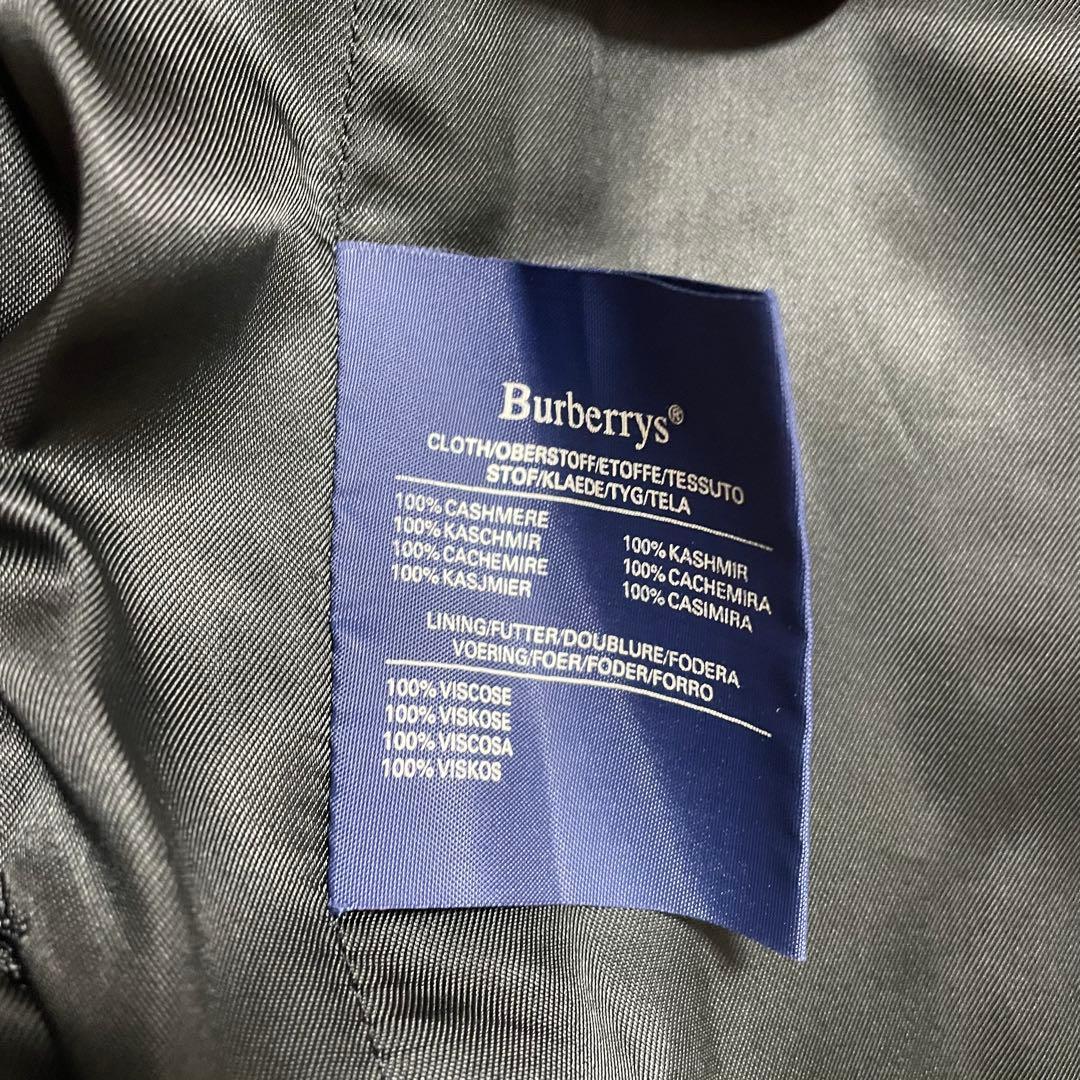 Burberrys®
CLOTH/OBERSTOFF/ETOFFE/TESSUTO
STOF/KLAEDE/TYG/TELA
100% CASHMERE
100% KASCHMIR
100% CACHEMIRE
100% KASJMIER
100% KASHMIR
100% CACHEMIRA
100% CASIMIRA
LINING/FUTTER/DOUBLURE/FODERA
VOERING/FOER/FODER/FORRO
100% VISCOSE
100% VISKOSE
100% VISCOSA
100% VISKOS